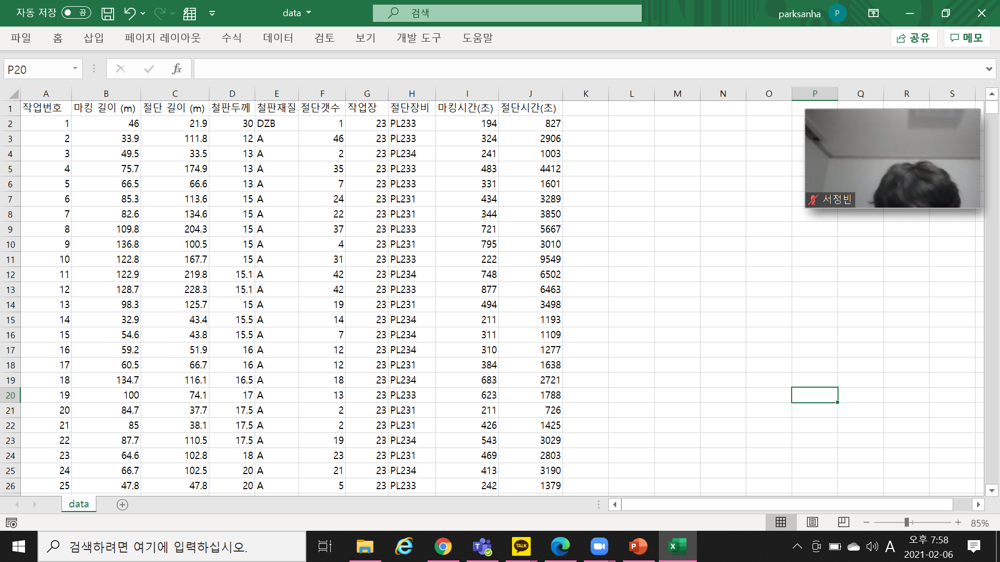 자동 저장 끔 data 검색 parksanha P
파일 홈 삽입 페이지 레이아웃 수식 데이터 검토 보기 개발 도구 도움말 공유 메모
P20 fx
A B C D E F G H I J K L M N O P Q R S
1 작업번호 마킹 길이 (m) 절단 길이 (m) 철판두께 철판재질 절단갯수 작업장 절단장비 마킹시간(초) 절단시간(초)
2 1 46 21.9 30 DZB 1 23 PL233 194 827
3 2 33.9 111.8 12 A 46 23 PL233 324 2906
4 3 49.5 33.5 13 A 2 23 PL234 241 1003
5 4 75.7 174.9 13 A 35 23 PL233 483 4412
6 5 66.5 66.6 13 A 7 23 PL233 331 1601
7 6 85.3 113.6 15 A 24 23 PL231 434 3289
8 7 82.6 134.6 15 A 22 23 PL231 344 3850
9 8 109.8 204.3 15 A 37 23 PL233 721 5667
10 9 136.8 100.5 15 A 4 23 PL231 795 3010
11 10 122.8 167.7 15 A 31 23 PL233 222 9549
12 11 122.9 219.8 15.1 A 42 23 PL234 748 6502
13 12 128.7 228.3 15.1 A 42 23 PL233 877 6463
14 13 98.3 125.7 15 A 19 23 PL231 494 3498
15 14 32.9 43.4 15.5 A 14 23 PL234 211 1193
16 15 54.6 43.8 15.5 A 7 23 PL234 311 1109
17 16 59.2 51.9 16 A 12 23 PL234 310 1277
18 17 60.5 66.7 16 A 12 23 PL231 384 1638
19 18 134.7 116.1 16.5 A 18 23 PL234 683 2721
20 19 100 74.1 17 A 13 23 PL233 623 1788
21 20 84.7 37.7 17.5 A 2 23 PL231 211 726
22 21 85 38.1 17.5 A 2 23 PL231 426 1425
23 22 87.7 110.5 17.5 A 19 23 PL234 543 3029
24 23 64.6 102.8 18 A 23 23 PL231 469 2803
25 24 66.7 102.5 20 A 21 23 PL234 413 3190
26 25 47.8 47.8 20 A 5 23 PL233 242 1379
서정빈
data
85%
검색하려면 여기에 입력하십시오. T TALK P X A 오후 7:58
2021-02-06